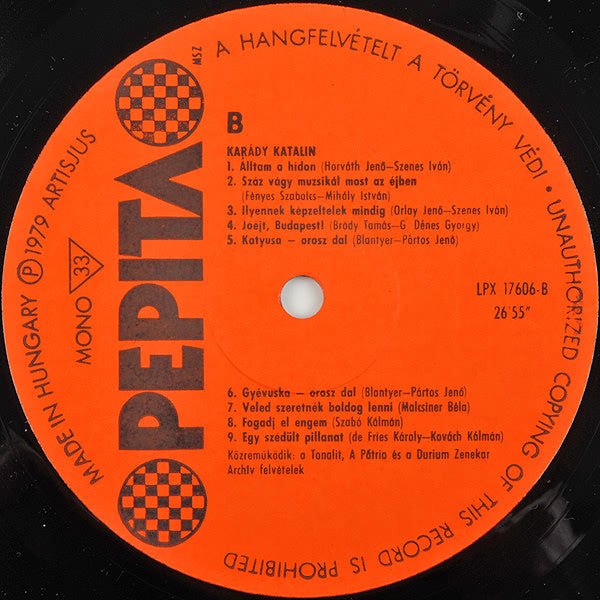 A HANGFELVÉTELT A TÖRVÉNY VÉDI • UNAUTHORIZED COPYING OF THIS RECORD IS PROHIBITED
MADE IN HUNGARY Ⓟ 1979 ARTISJUS
MONO 33
PEPITA
MSZ
B
KARÁDY KATALIN
1. Álltam a hídon (Horváth Jenő—Szenes Iván)
2. Száz vágy muzsikál most az éjben
(Fényes Szabolcs—Mihály István)
3. Ilyennek képzeltelek mindig (Orlay Jenő—Szenes Iván)
4. Jóéjt, Budapest! (Bródy Tamás—G. Dénes György)
5. Katyusa — orosz dal (Blantyer—Pártos Jenő)
LPX 17606-B
26'55"
6. Gyévuska — orosz dal (Blantyer—Pártos Jenő)
7. Veled szeretnék boldog lenni (Malcsiner Béla)
8. Fogadj el engem (Szabó Kálmán)
9. Egy szédült pillanat (de Fries Károly—Kovách Kálmán)
Közreműködik: a Tonalit, A Pátria és a Durium Zenekar
Archív felvételek